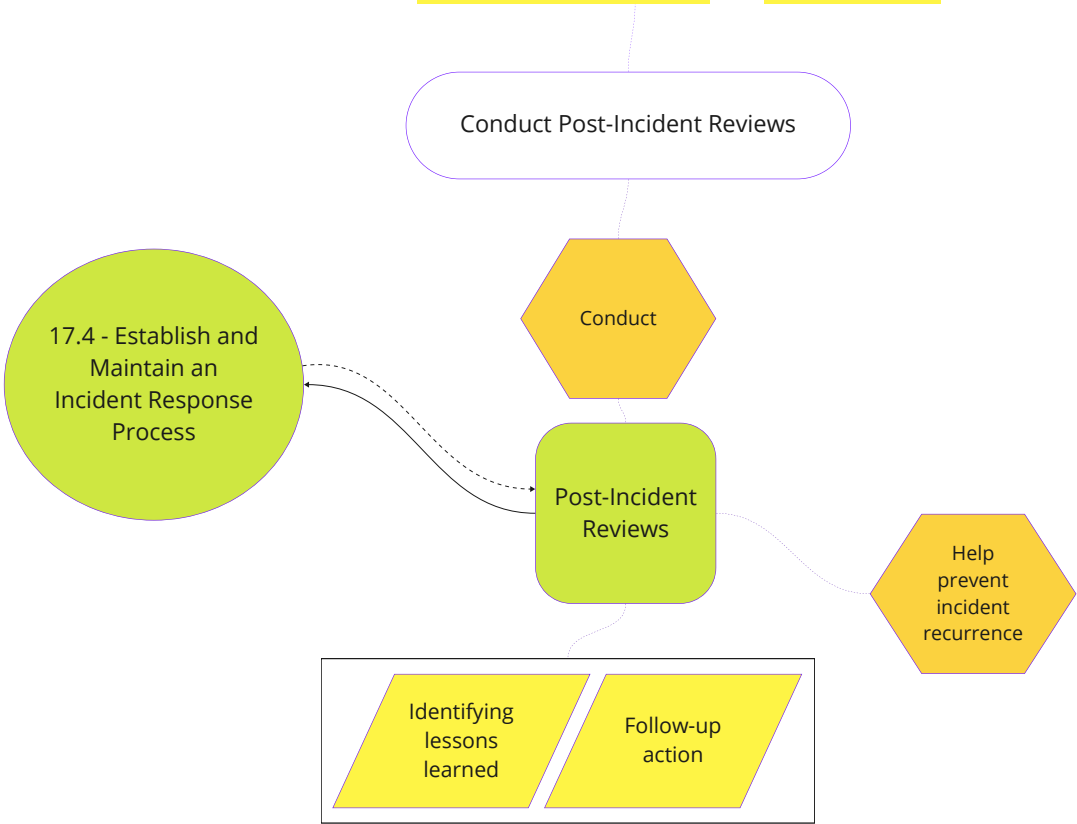 Conduct Post-Incident Reviews
Conduct
17.4 - Establish and
Maintain an
Incident Response
Process
Post-Incident
Reviews
Help
prevent
incident
recurrence
Identifying
lessons
learned
Follow-up
action